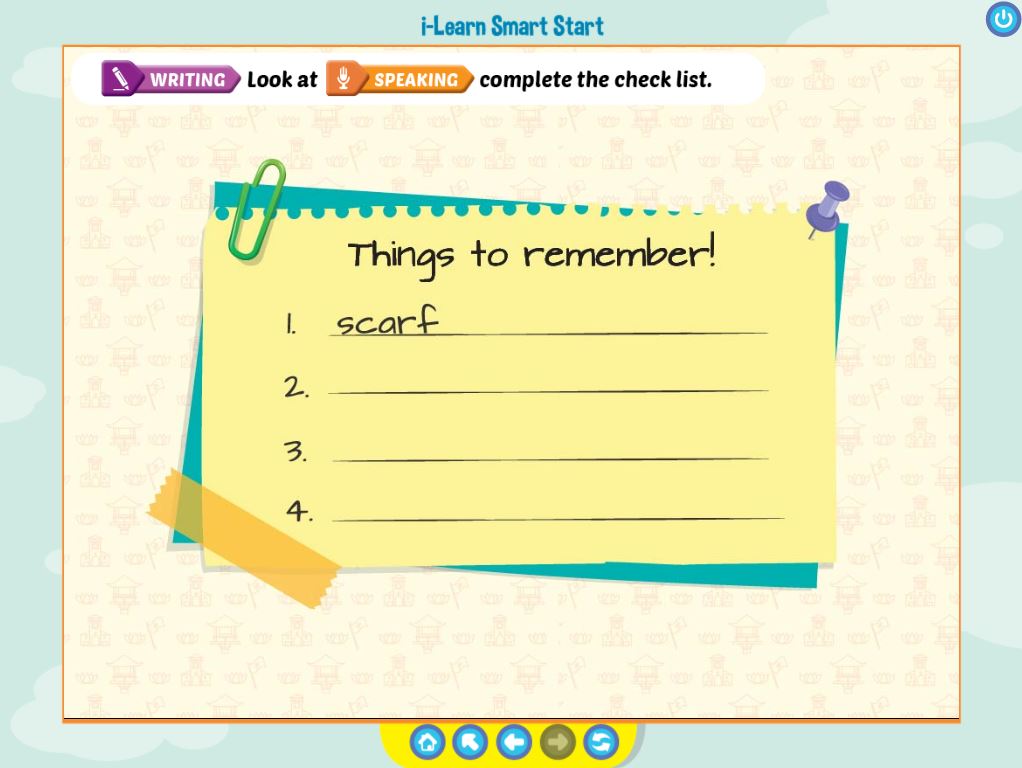 i-Learn Smart Start
WRITING Look at SPEAKING complete the check list.
Things to remember!
1. scarf
2.
3.
4.